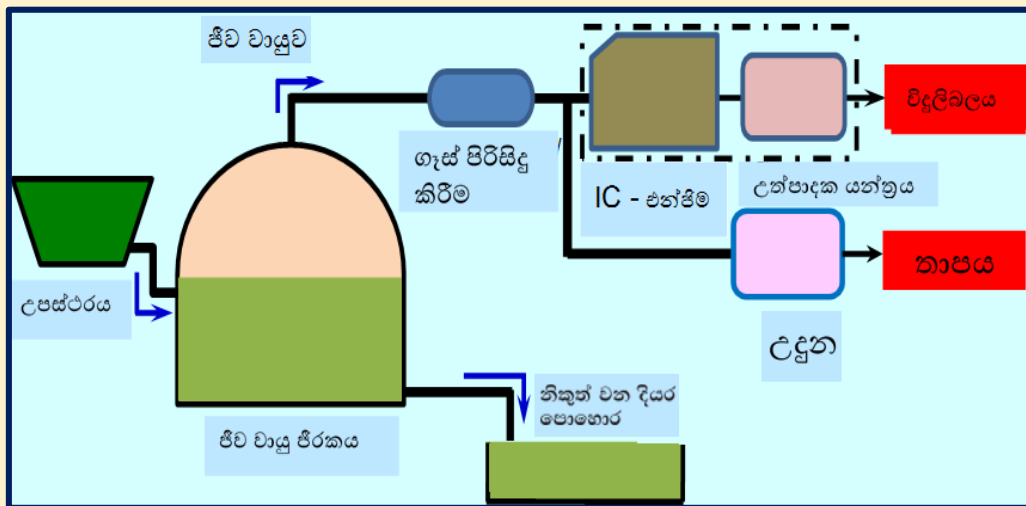 ජීව වායුව
විදුලිබලය
ගෑස් පිරිසිදු
කිරීම
IC - එන්ජිම
උත්පාදක යන්ත්‍රය
තාපය
උපස්ථරය
උදුන
නිකුත් වන දියර
පොහොර
ජීව වායු ජීරකය